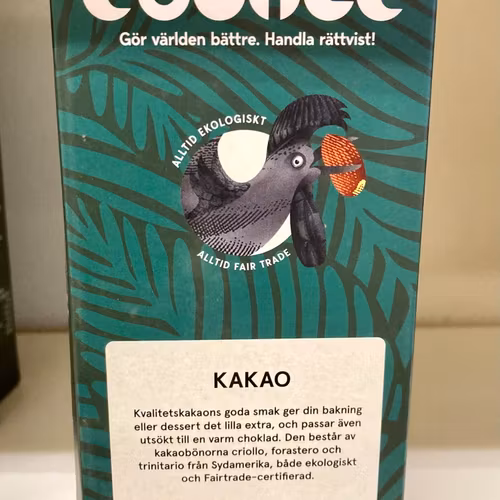 Gör världen bättre. Handla rättvist!
ALLTID EKOLOGISKT
ALLTID FAIR TRADE
KAKAO
Kvalitetskakaons goda smak ger din bakning
eller dessert det lilla extra, och passar även
utsökt till en varm choklad. Den består av
kakaobönorna criollo, forastero och
trinitario från Sydamerika, både ekologiskt
och Fairtrade-certifierad.